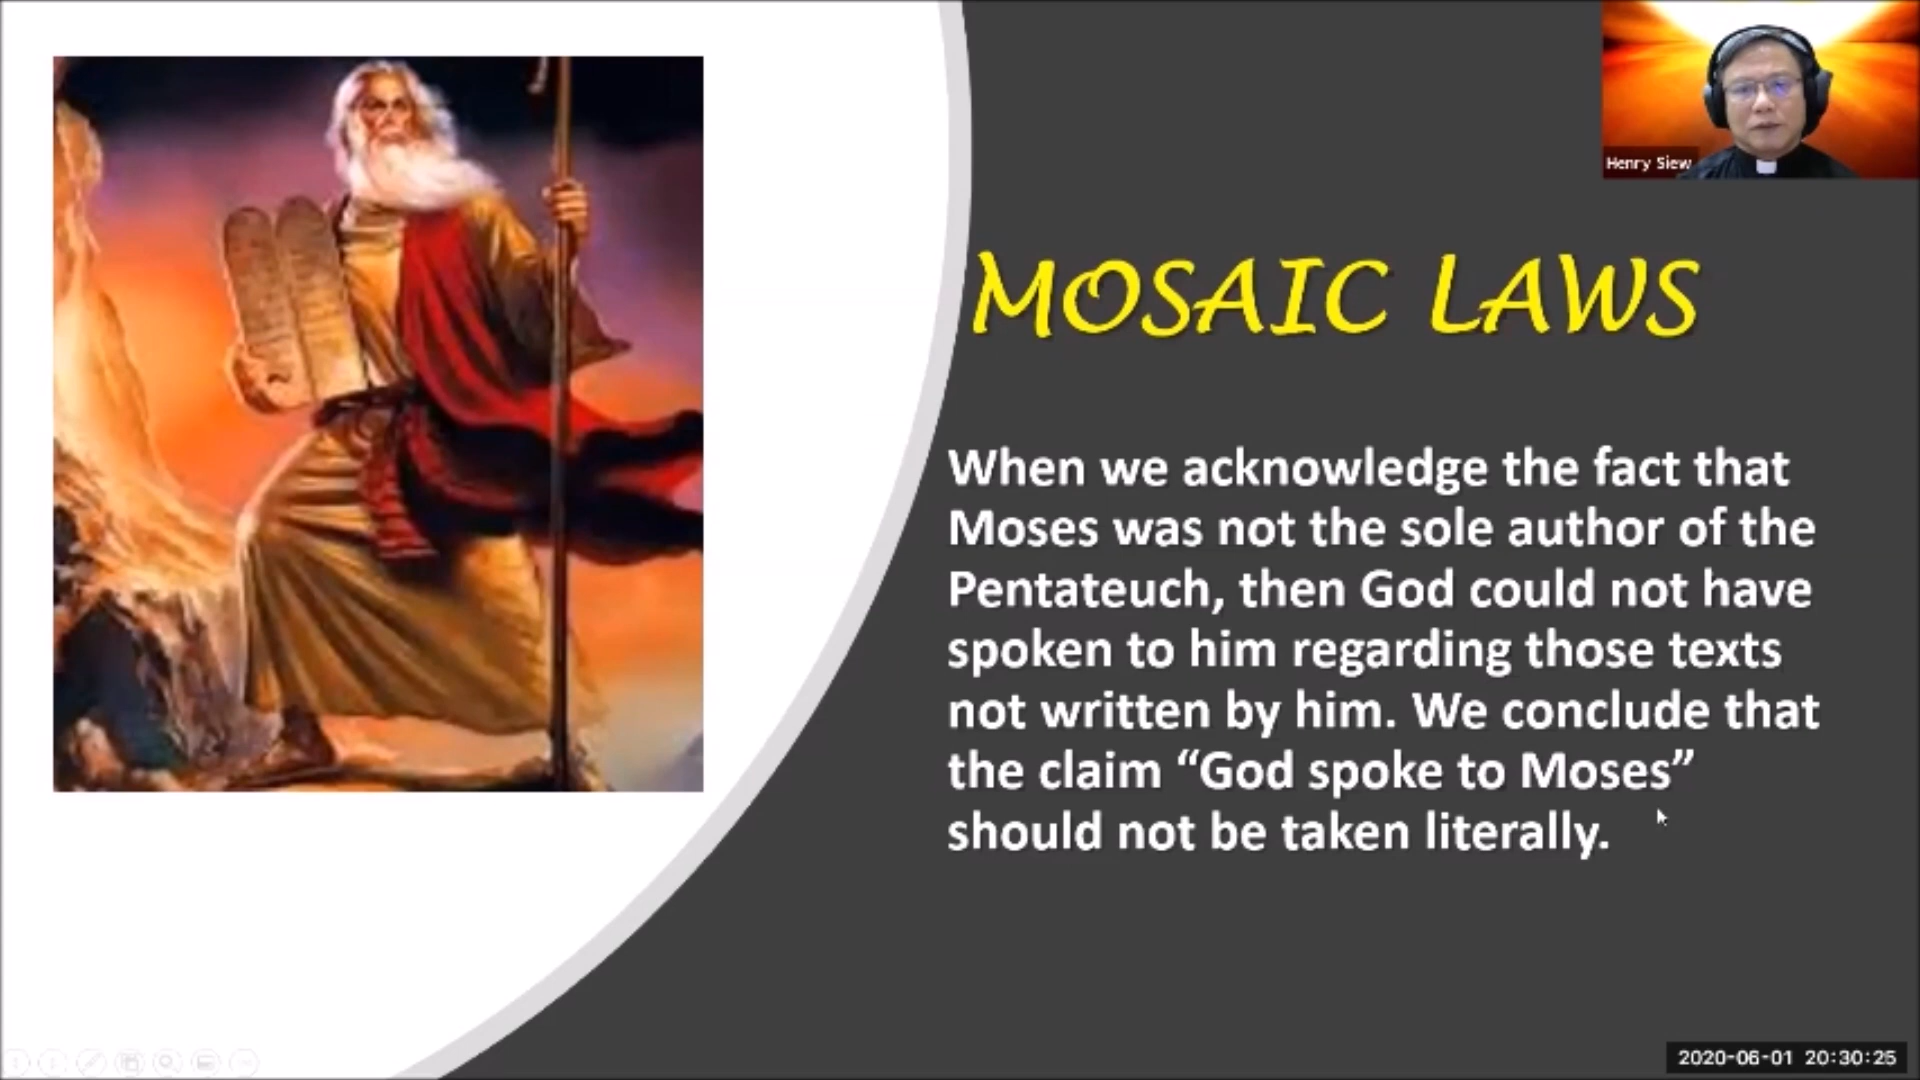 Henry Siew
MOSAIC LAWS
When we acknowledge the fact that
Moses was not the sole author of the
Pentateuch, then God could not have
spoken to him regarding those texts
not written by him. We conclude that
the claim “God spoke to Moses”
should not be taken literally.
2020-06-01 20:30:25